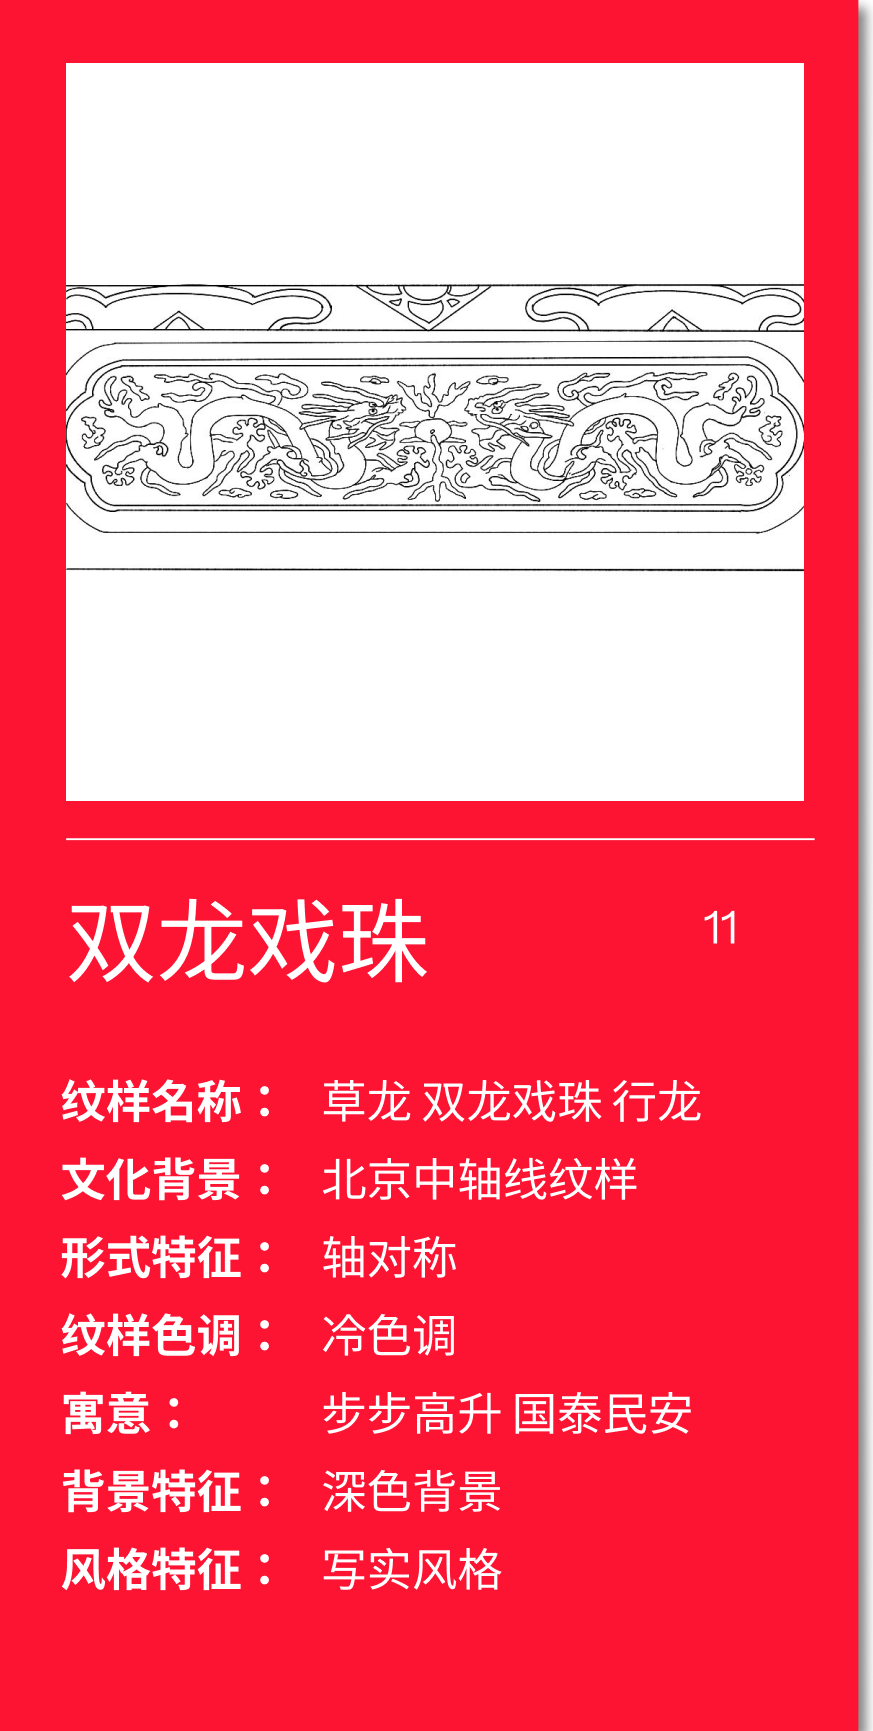 双龙戏珠
11
纹样名称： 草龙 双龙戏珠 行龙
文化背景： 北京中轴线纹样
形式特征： 轴对称
纹样色调： 冷色调
寓意： 步步高升 国泰民安
背景特征： 深色背景
风格特征： 写实风格